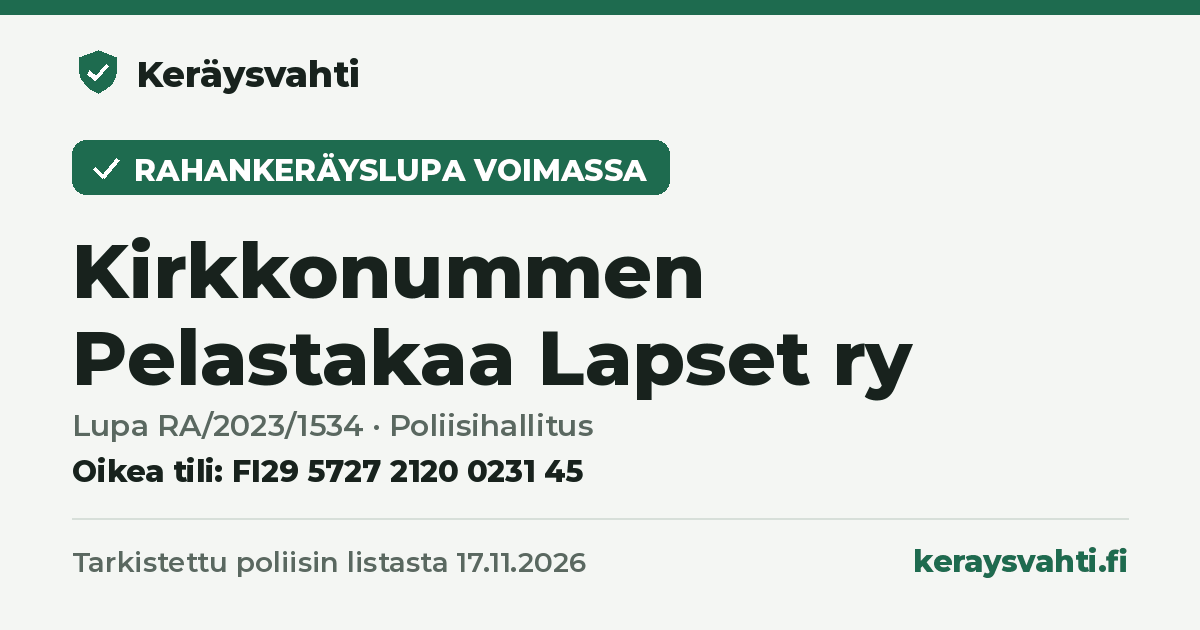 Keräysvahti
RAHANKERÄYSLUPA VOIMASSA
Kirkkonummen
Pelastakaa Lapset ry
Lupa RA/2023/1534 · Poliisihallitus
Oikea tili: FI29 5727 2120 0231 45
Tarkistettu poliisin listasta 17.11.2026
keraysvahti.fi